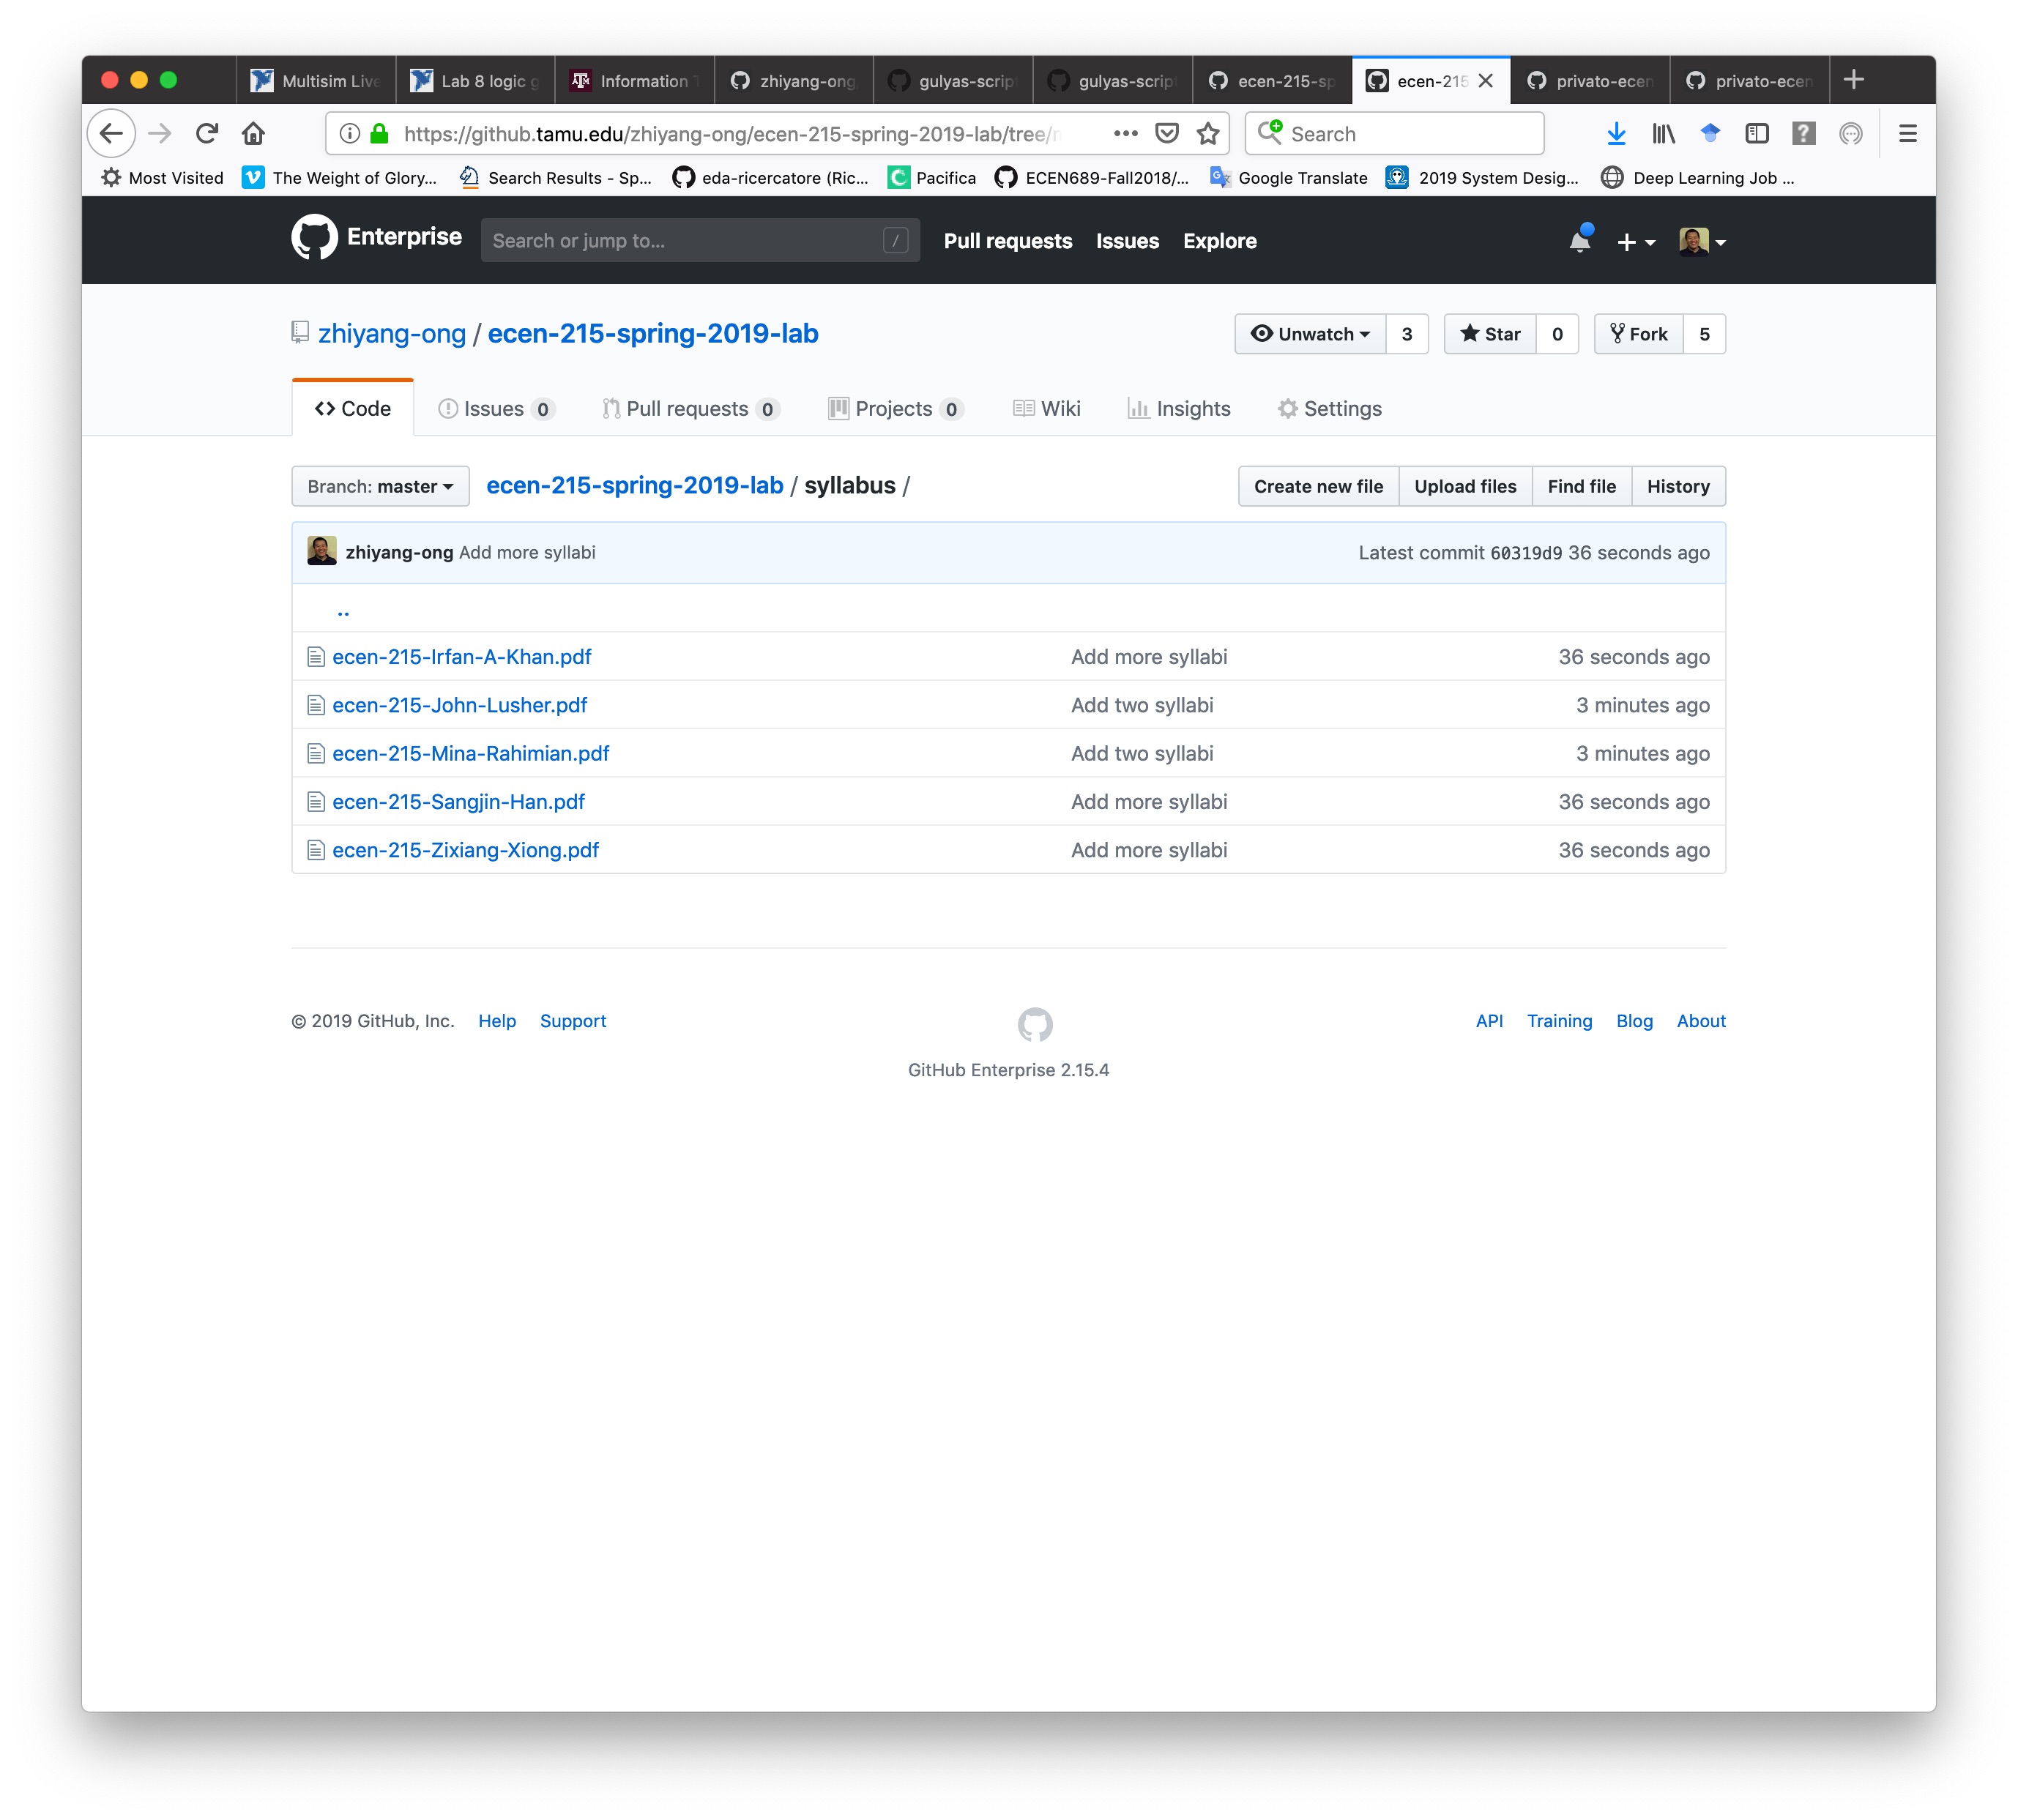 Multisim Live Lab 8 logic g Information T zhiyang-ong gulyas-script gulyas-script ecen-215-sp ecen-215 privato-ecen privato-ecen
https://github.tamu.edu/zhiyang-ong/ecen-215-spring-2019-lab/tree/ Search
Most Visited The Weight of Glory... Search Results - Sp... eda-ricercatore (Ric... Pacifica ECEN689-Fall2018/... Google Translate 2019 System Desig... Deep Learning Job ...
Enterprise Search or jump to... / Pull requests Issues Explore
zhiyang-ong / ecen-215-spring-2019-lab Unwatch 3 Star 0 Fork 5
Code Issues 0 Pull requests 0 Projects 0 Wiki Insights Settings
Branch: master ecen-215-spring-2019-lab / syllabus / Create new file Upload files Find file History
zhiyang-ong Add more syllabi Latest commit 60319d9 36 seconds ago
..
ecen-215-Irfan-A-Khan.pdf Add more syllabi 36 seconds ago
ecen-215-John-Lusher.pdf Add two syllabi 3 minutes ago
ecen-215-Mina-Rahimian.pdf Add two syllabi 3 minutes ago
ecen-215-Sangjin-Han.pdf Add more syllabi 36 seconds ago
ecen-215-Zixiang-Xiong.pdf Add more syllabi 36 seconds ago
© 2019 GitHub, Inc. Help Support API Training Blog About
GitHub Enterprise 2.15.4